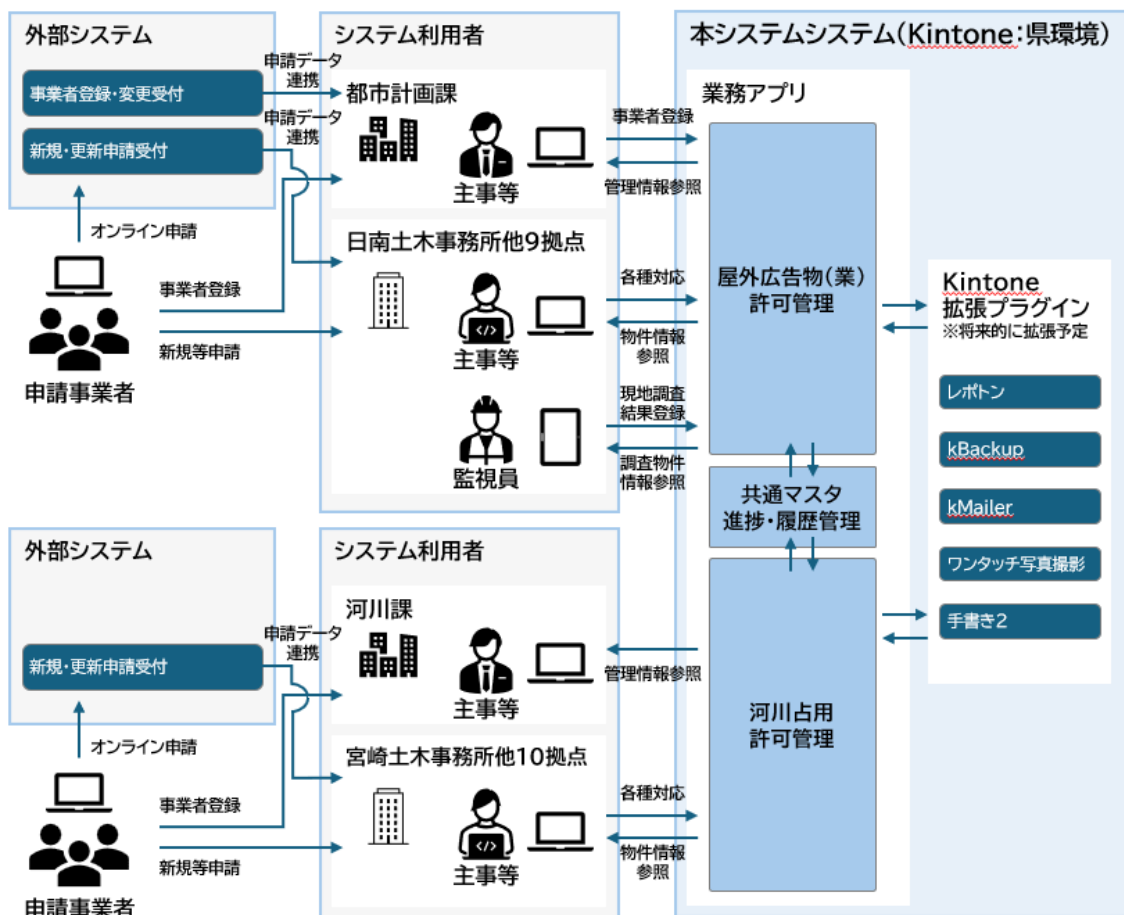 外部システム
事業者登録・変更受付
新規・更新申請受付
オンライン申請
申請事業者
申請データ
連携
申請データ
連携
事業者登録
新規等申請
システム利用者
都市計画課
主事等
日南土木事務所他9拠点
主事等
監視員
事業者登録
管理情報参照
各種対応
物件情報
参照
現地調査
結果登録
調査物件
情報参照
本システムシステム(Kintone:県環境)
業務アプリ
屋外広告物(業)
許可管理
共通マスタ
進捗・履歴管理
河川占用
許可管理
Kintone
拡張プラグイン
※将来的に拡張予定
レポトン
kBackup
kMailer
ワンタッチ写真撮影
手書き2
外部システム
新規・更新申請受付
オンライン申請
申請事業者
申請データ
連携
事業者登録
新規等申請
システム利用者
河川課
主事等
宮崎土木事務所他10拠点
主事等
管理情報参照
各種対応
物件情報
参照